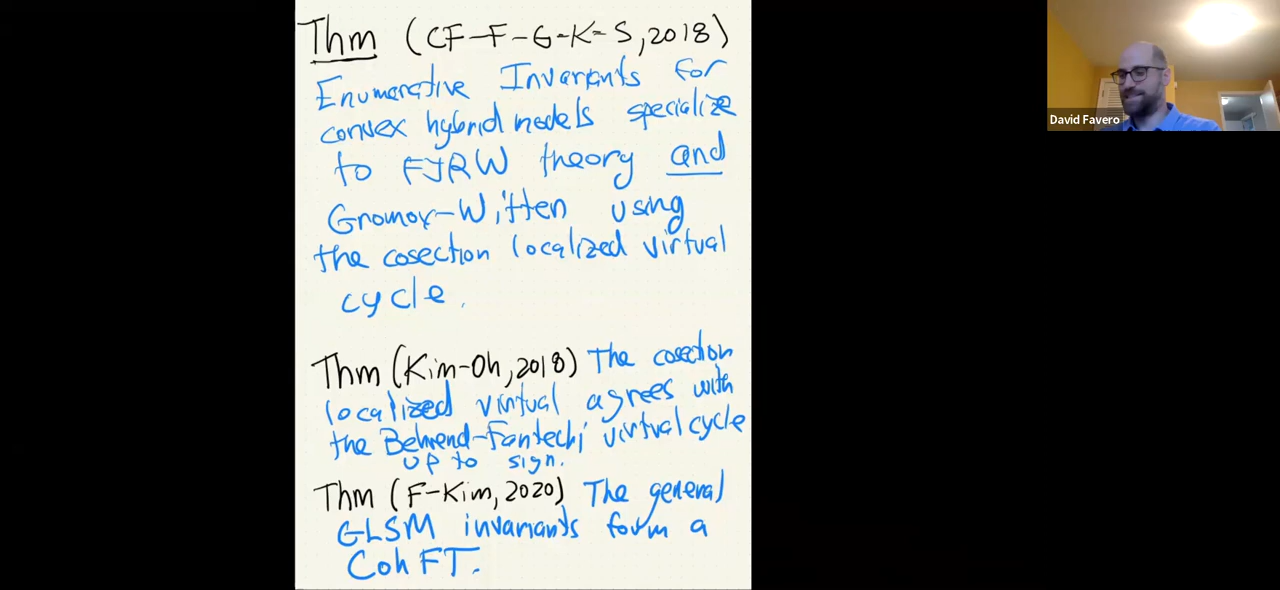 Thm (CF-F-G-K-S, 2018)
Enumerative Invariants for
convex hybrid models specialize
to FJRW theory and
Gromov-Witten using
the cosection localized virtual
cycle.
Thm (Kim-Oh, 2018) The cosection
localized virtual agrees with
the Behrend-Fantechi virtual cycle
up to sign.
Thm (F-Kim, 2020) The general
GLSM invariants form a
CohFT.
David Favero